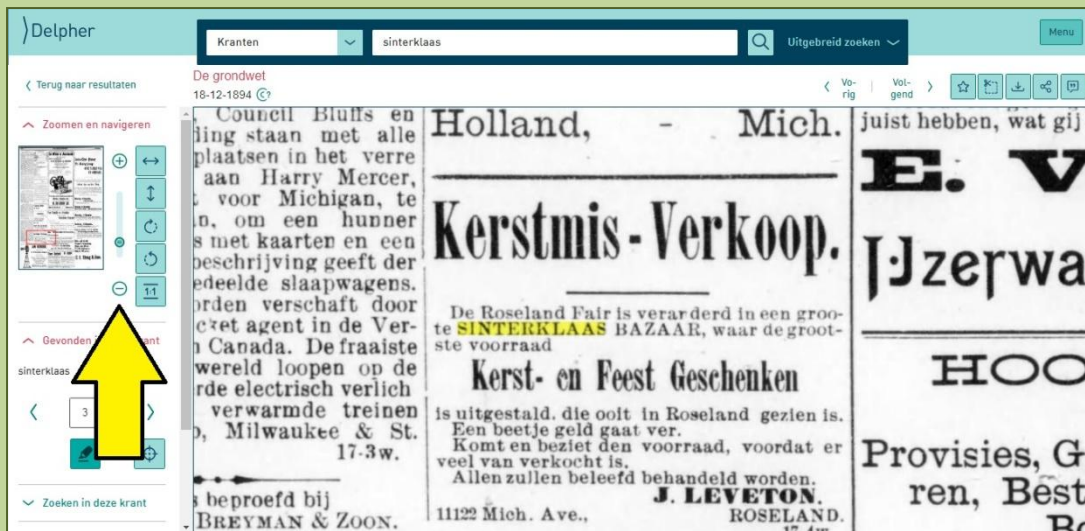 Delpher
Kranten
sinterklaas
Uitgebreid zoeken
Menu
Terug naar resultaten
De grondwet
18-12-1894
Vo-
rig
Vol-
gend
Zoomen en navigeren
1:1
Gevonden
ant
sinterklaas
3
Zoeken in deze krant
Council Bluffs en
ling staan met alle
plaatsen in het verre
aan Harry Mercer,
voor Michigan, te
n, om een hunner
s met kaarten en een
beschrijving geeft der
edeelde slaapwagens.
orden verschaft door
cket agent in de Ver-
n Canada. De fraaiste
wereld loopen op de
rde electrisch verlich
verwarmde treinen
o, Milwaukee & St.
17-3w.
s beproefd bij
BREYMAN & ZOON.
Holland, - Mich.
Kerstmis-Verkoop.
De Roseland Fair is verarderd in een groo-
te SINTERKLAAS BAZAAR, waar de groot-
ste voorraad
Kerst- en Feest Geschenken
is uitgestald. die ooit in Roseland gezien is.
Een beetje geld gaat ver.
Komt en beziet den voorraad, voordat er
veel van verkocht is.
Allen zullen beleefd behandeld worden.
J. LEVETON.
11122 Mich. Ave., ROSELAND.
juist hebben, wat gij
E. V
IJzerwa
HOO
Provisies, G
ren, Best